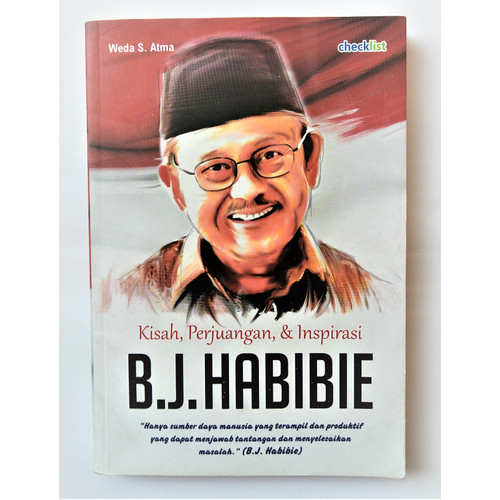 Weda S. Atma
checklist
Kisah, Perjuangan, & Inspirasi
B.J. HABIBIE
"Hanya sumber daya manusia yang terampil dan produktif
yang dapat menjawab tantangan dan menyelesaikan
masalah." (B.J. Habibie)